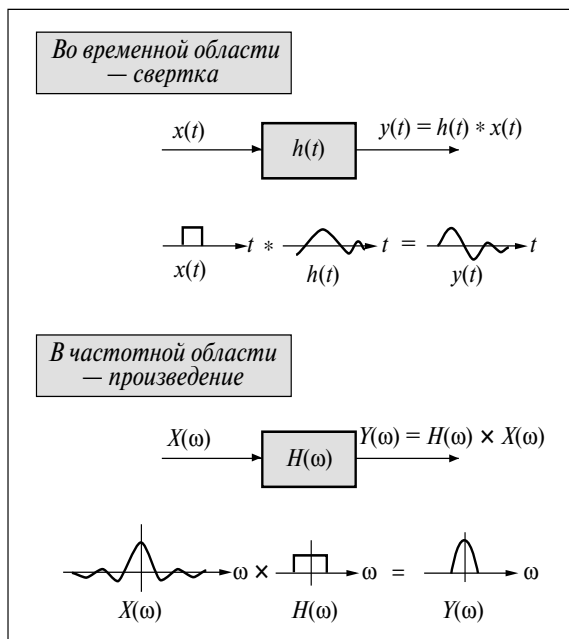 Во временной области
— свертка
x(t)
h(t)
y(t) = h(t) * x(t)
t * t = t
x(t) h(t) y(t)
В частотной области
— произведение
X(ω)
H(ω)
Y(ω) = H(ω) × X(ω)
ω × ω = ω
X(ω) H(ω) Y(ω)